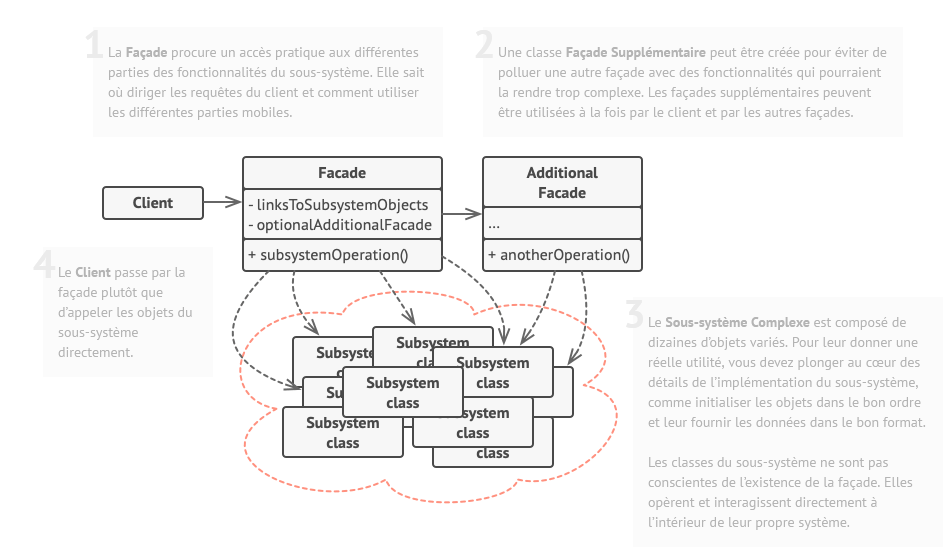 1
La Façade procure un accès pratique aux différentes
parties des fonctionnalités du sous-système. Elle sait
où diriger les requêtes du client et comment utiliser
les différentes parties mobiles.
2
Une classe Façade Supplémentaire peut être créée pour éviter de
polluer une autre façade avec des fonctionnalités qui pourraient
la rendre trop complexe. Les façades supplémentaires peuvent
être utilisées à la fois par le client et par les autres façades.
Client
Facade
- linksToSubsystemObjects
- optionalAdditionalFacade
+ subsystemOperation()
Additional
Facade
...
+ anotherOperation()
4
Le Client passe par la
façade plutôt que
d'appeler les objets du
sous-système
directement.
3
Le Sous-système Complexe est composé de
dizaines d'objets variés. Pour leur donner une
réelle utilité, vous devez plonger au cœur des
détails de l'implémentation du sous-système,
comme initialiser les objets dans le bon ordre
et leur fournir les données dans le bon format.
Les classes du sous-système ne sont pas
conscientes de l'existence de la façade. Elles
opèrent et interagissent directement à
l'intérieur de leur propre système.
Subsystem
Subsystem
class
Subsystem
class
Subsystem
class
class
class